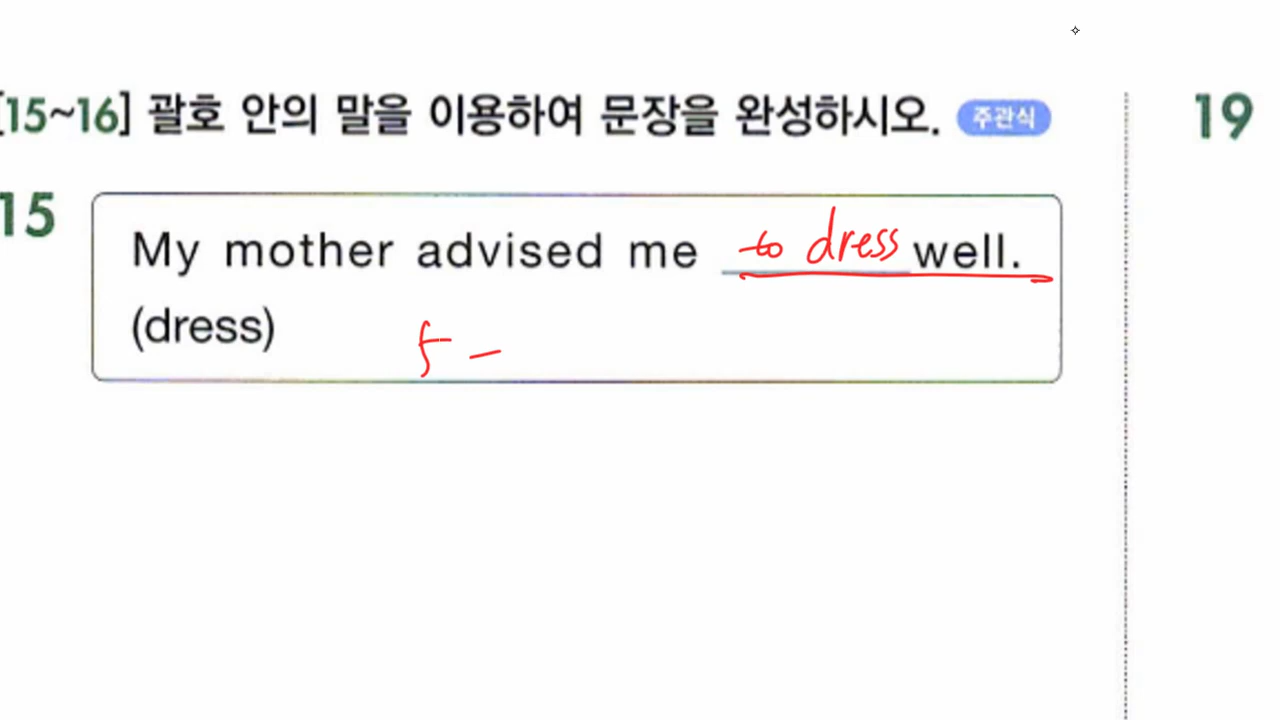 [15~16] 괄호 안의 말을 이용하여 문장을 완성하시오. 주관식
15
My mother advised me to dress well.
(dress)
5 -
19